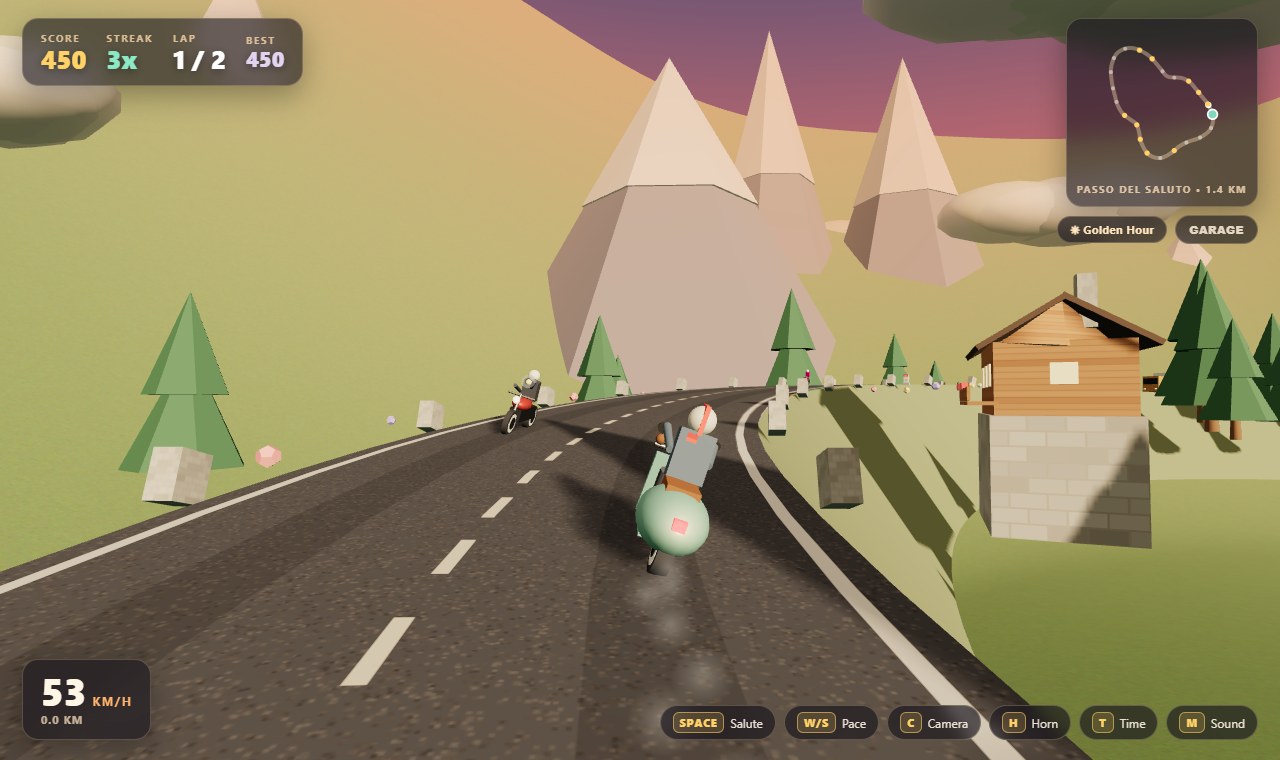 SCORE STREAK LAP BEST
450 3x 1 / 2 450
PASSO DEL SALUTO • 1.4 KM
Golden Hour GARAGE
53 KM/H
0.0 KM
SPACE Salute W/S Pace C Camera H Horn T Time M Sound